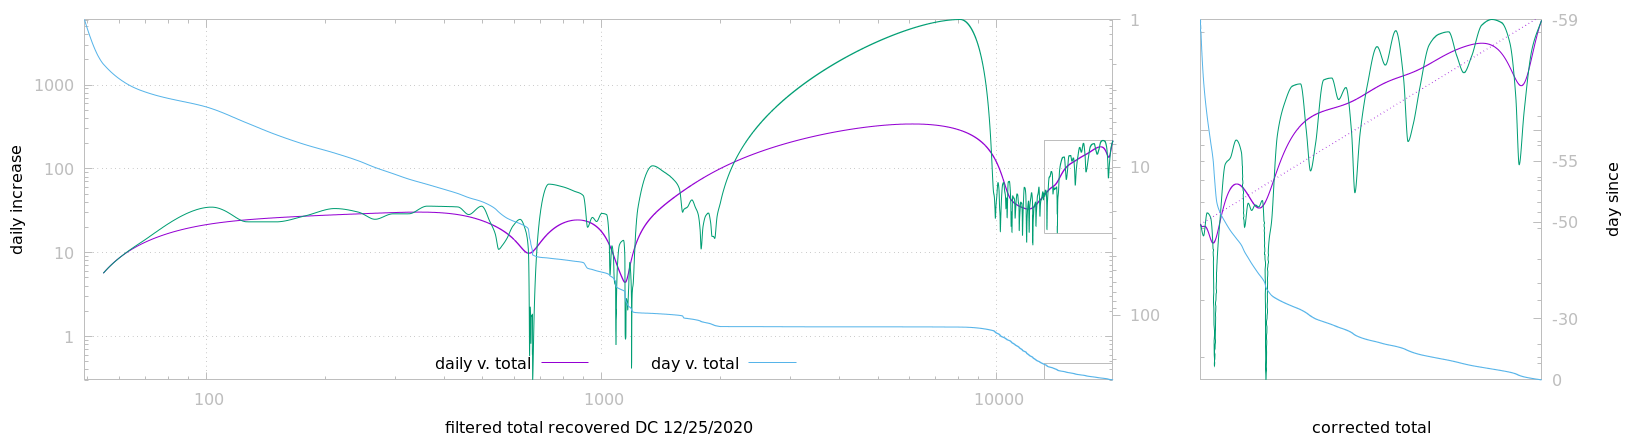 1
-59
1000
daily increase
100
10
-55
10
-50
day since
1
100
-30
daily v. total
day v. total
0
100
1000
10000
filtered total recovered DC 12/25/2020
corrected total